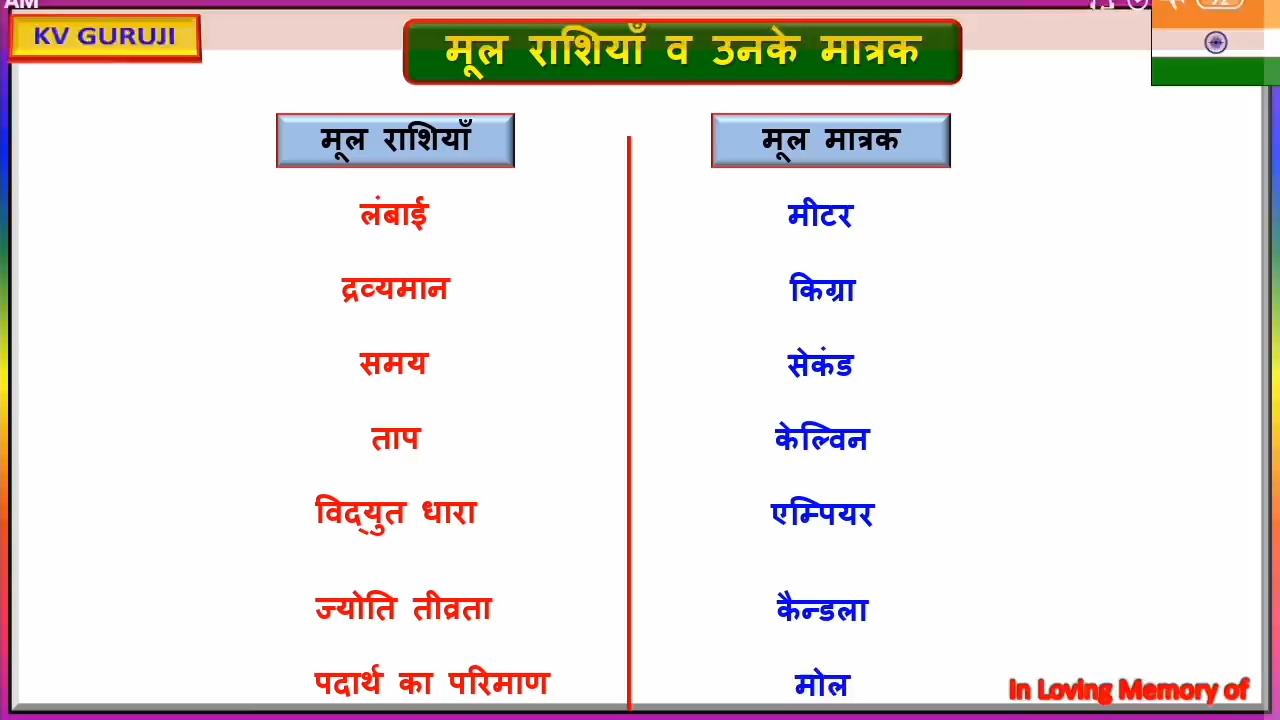 AM
KV GURUJI
मूल राशियाँ व उनके मात्रक
मूल राशियाँ मूल मात्रक
लंबाई मीटर
द्रव्यमान किग्रा
समय सेकंड
ताप केल्विन
विद्युत धारा एम्पियर
ज्योति तीव्रता कैन्डला
पदार्थ का परिमाण मोल
In Loving Memory of